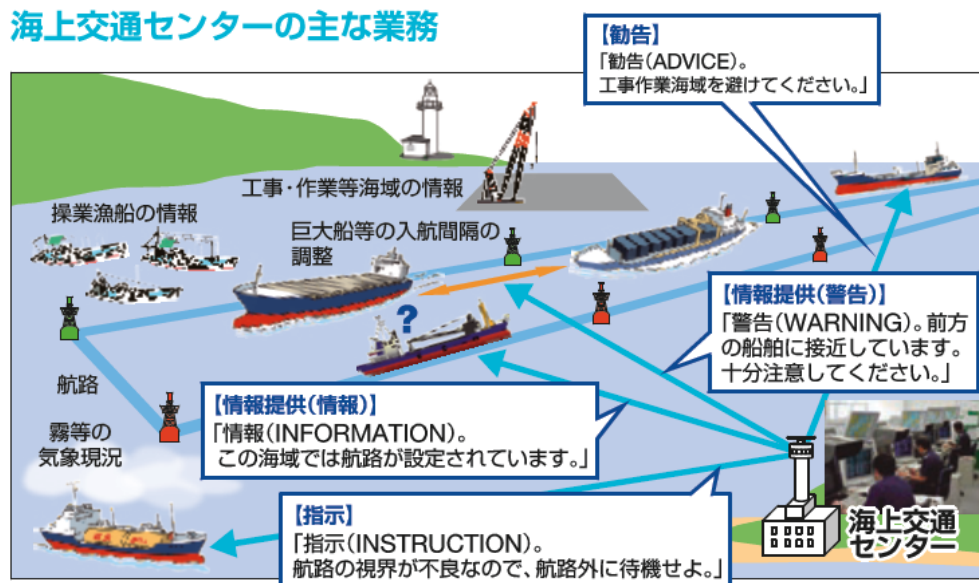 海上交通センターの主な業務
【勧告】
「勧告(ADVICE)。
工事作業海域を避けてください。」
工事・作業等海域の情報
操業漁船の情報
巨大船等の入航間隔の
調整
?
【情報提供(警告)】
「警告(WARNING)。前方
の船舶に接近しています。
十分注意してください。」
航路
【情報提供(情報)】
「情報(INFORMATION)。
この海域では航路が設定されています。」
霧等の
気象現況
【指示】
「指示(INSTRUCTION)。
航路の視界が不良なので、航路外に待機せよ。」
海上交通
センター